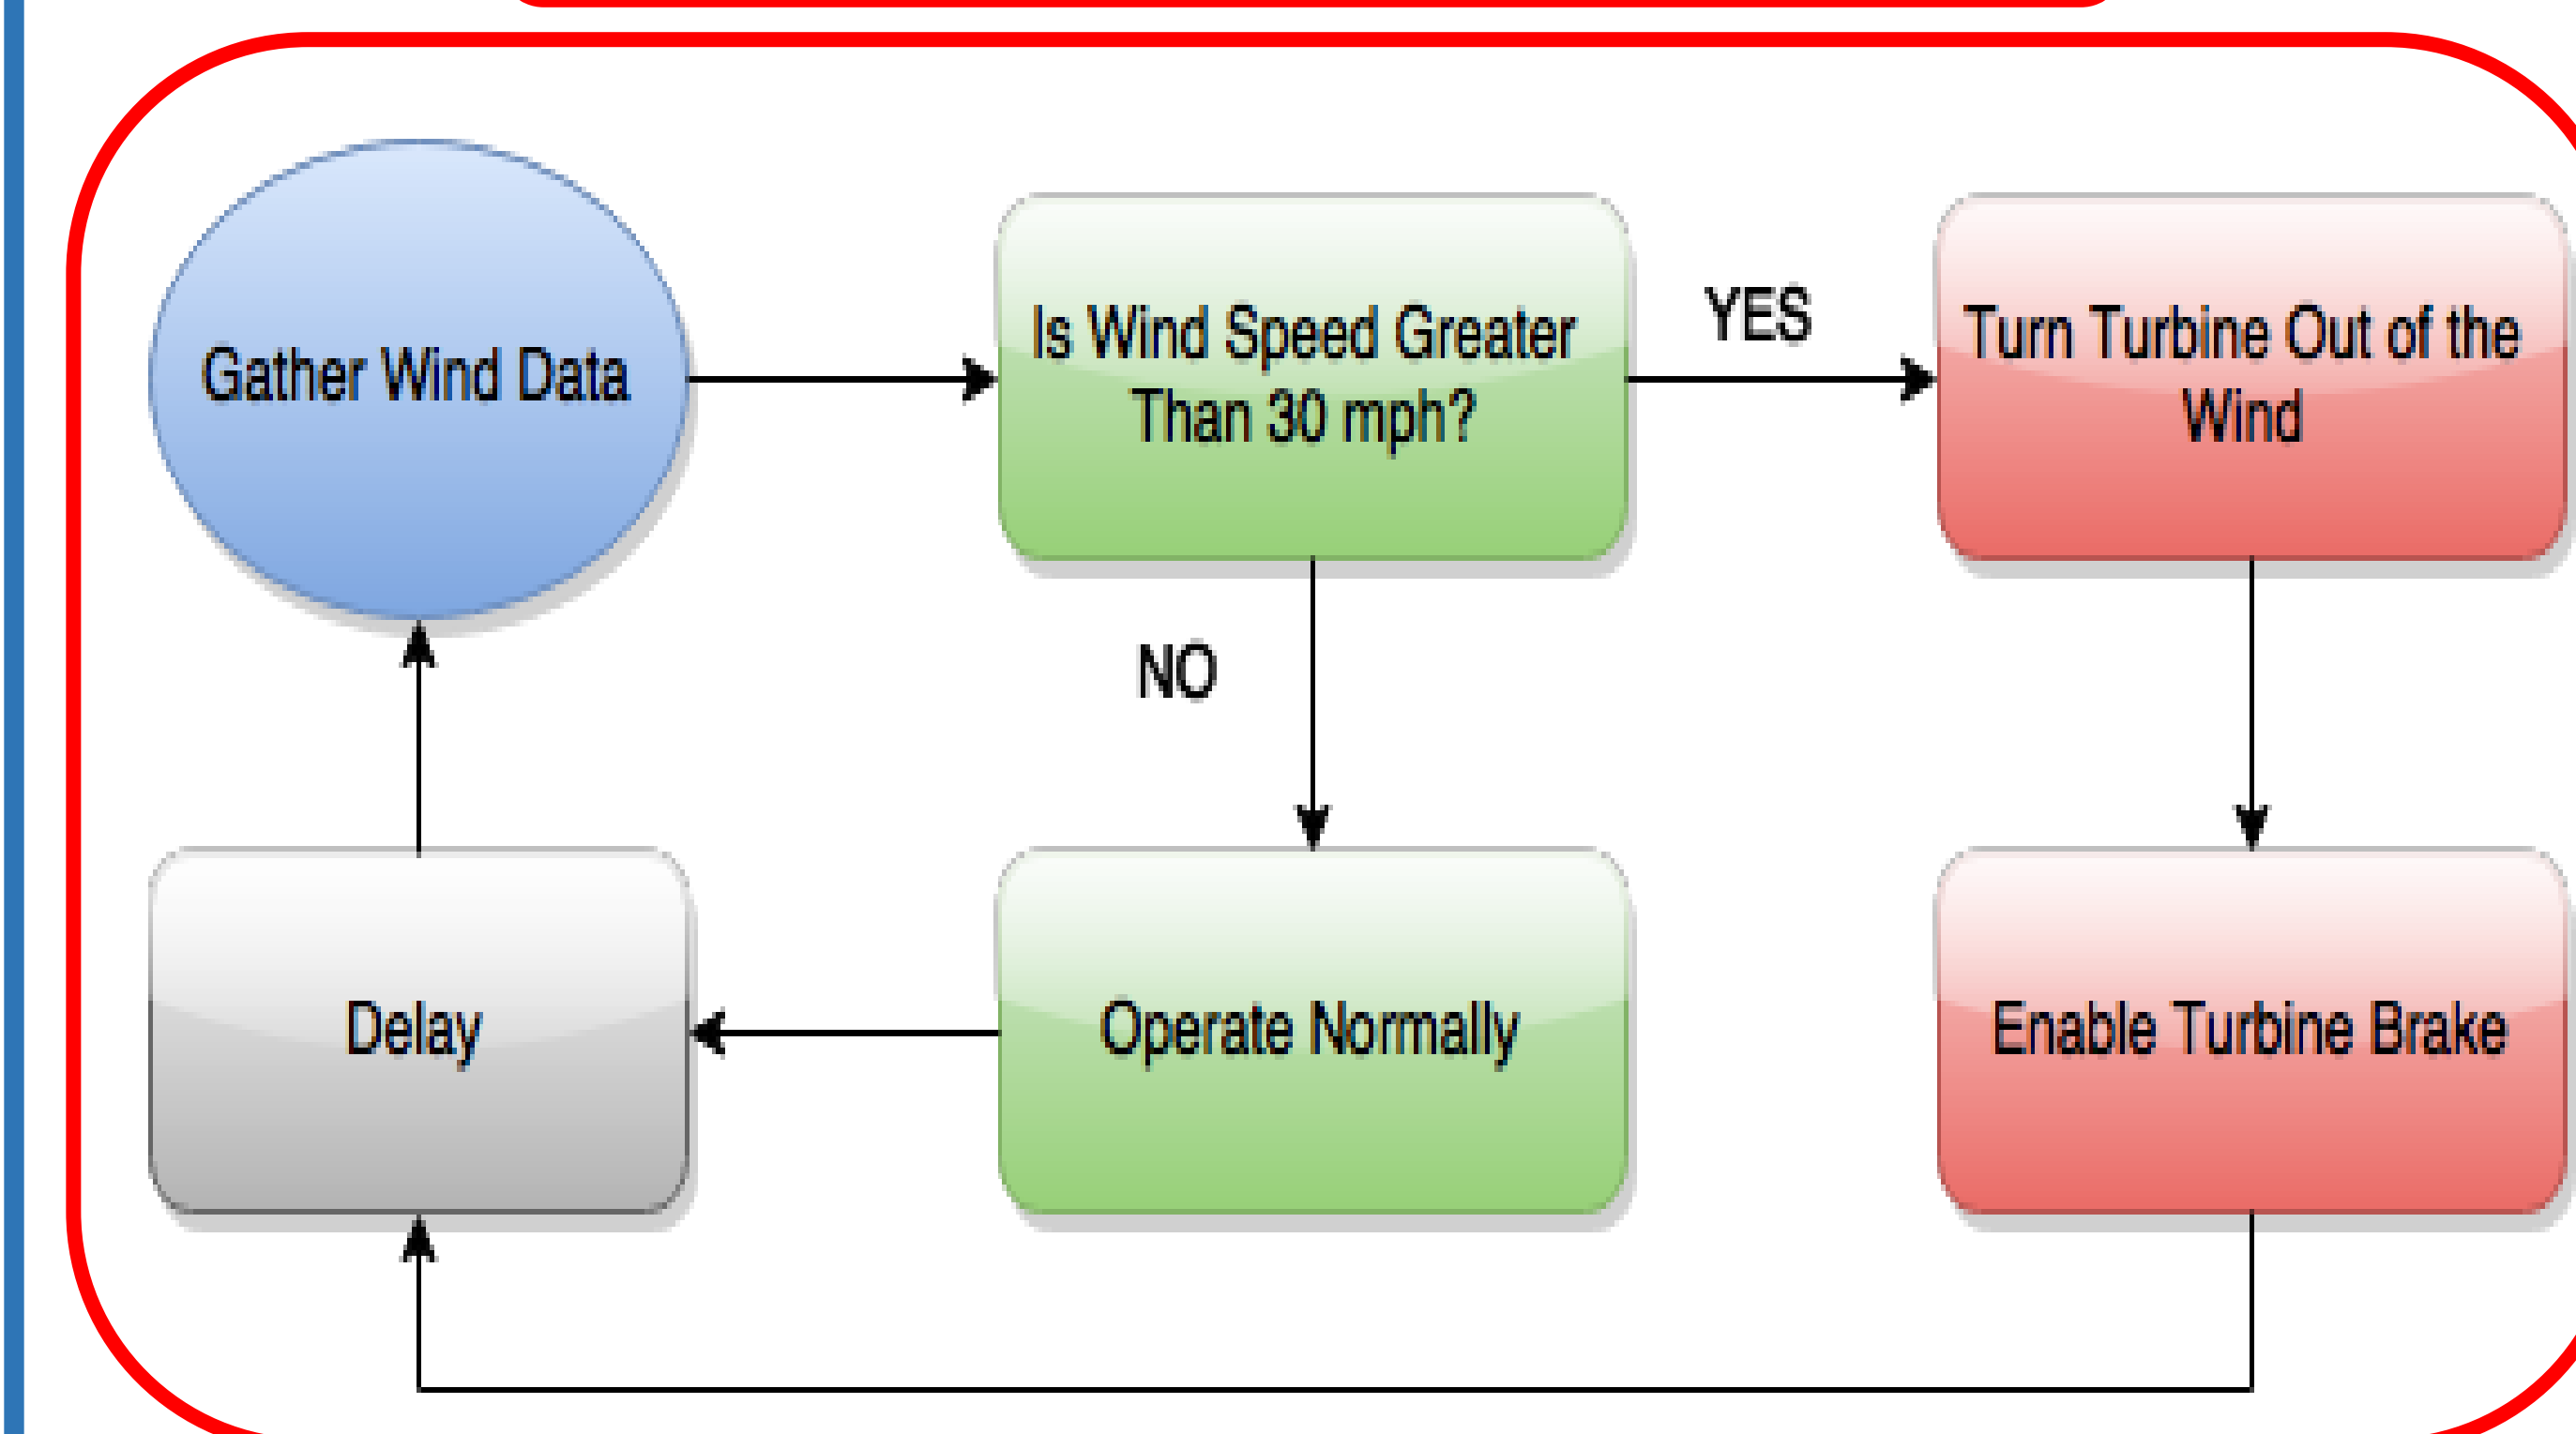 Gather Wind Data
Is Wind Speed Greater
Than 30 mph?
YES
Turn Turbine Out of the
Wind
NO
Delay
Operate Normally
Enable Turbine Brake